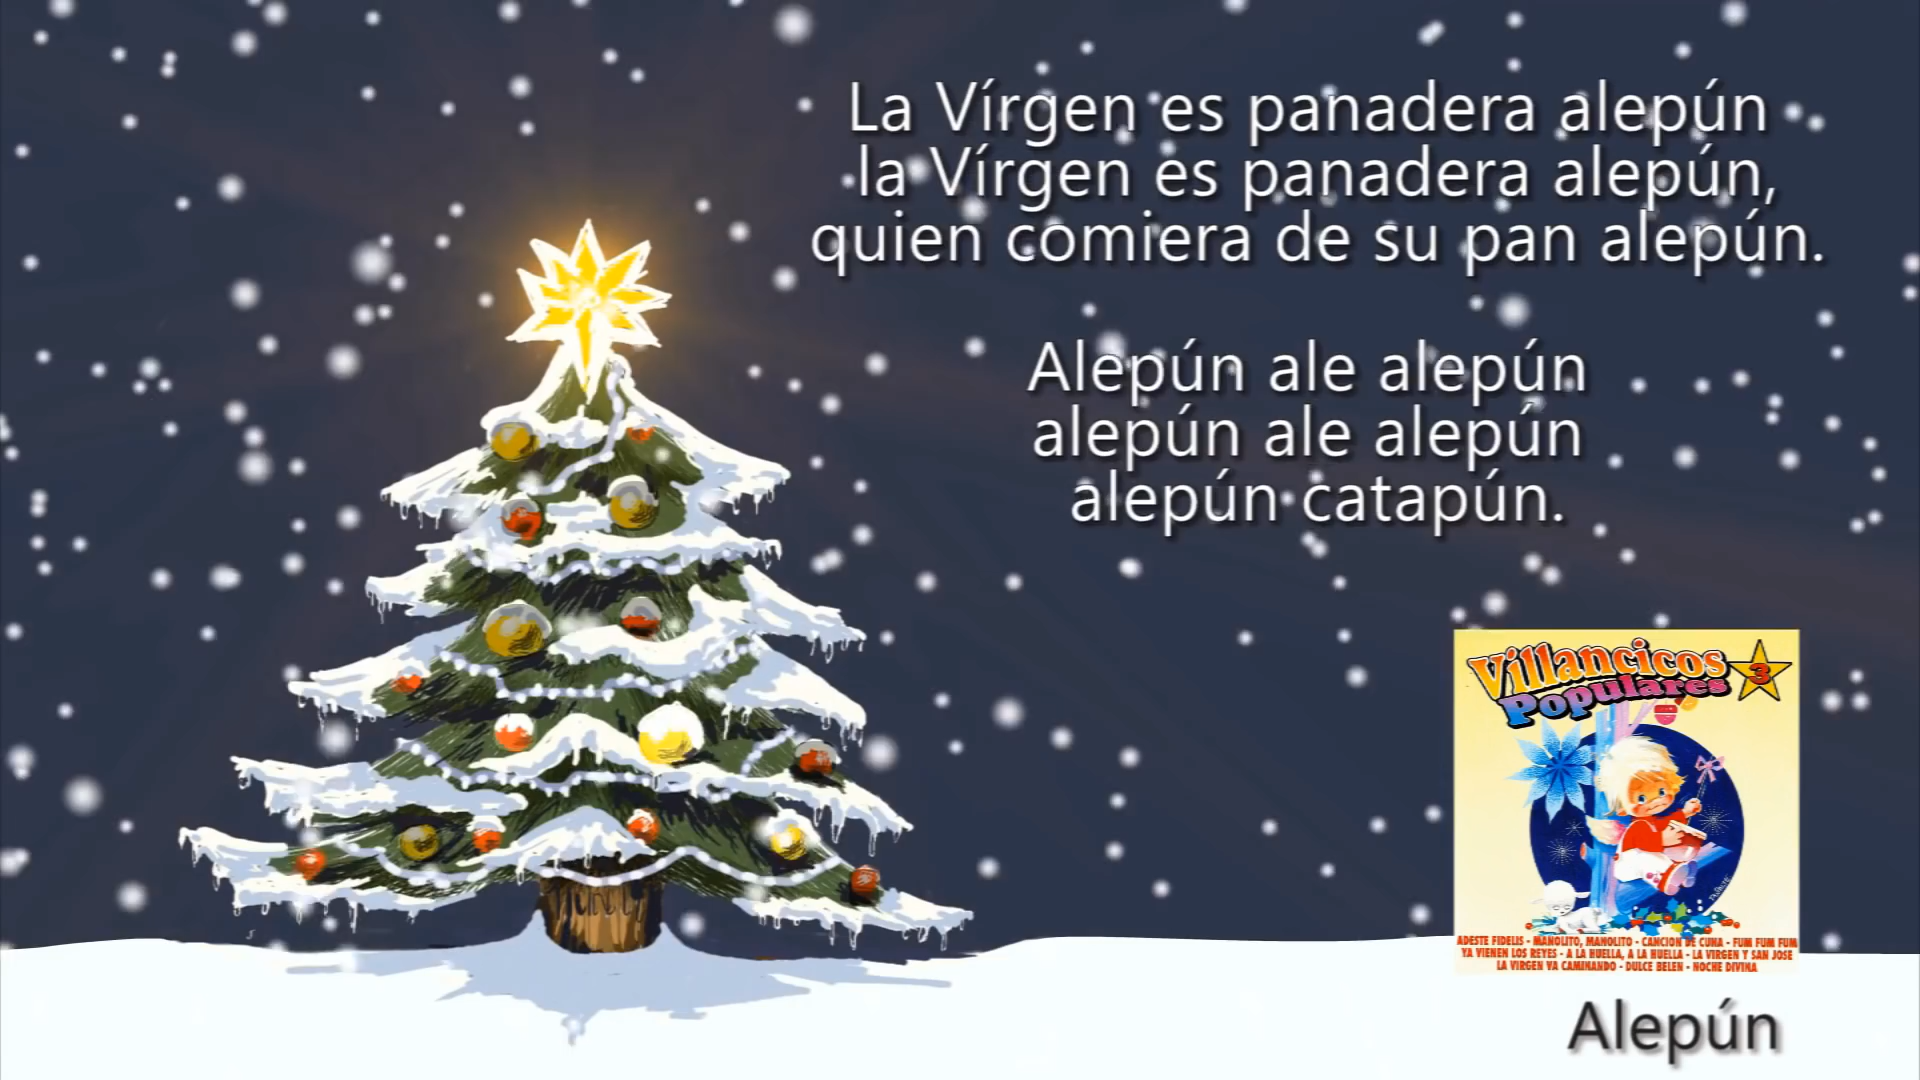 La Vírgen es panadera alepún
la Vírgen es panadera alepún,
quien comiera de su pan alepún.
Alepún ale alepún
alepún ale alepún
alepún catapún.
Villancicos
Populares
3
ADESTE FIDELIS - MANOLITO, MANOLITO - CANCION DE CUNA - FUM FUM FUM
YA VIENEN LOS REYES - A LA HUELLA, A LA HUELLA - LA VIRGEN Y SAN JOSE
LA VIRGEN VA CAMINANDO - DULCE BELEN - NOCHE DIVINA
Alepún